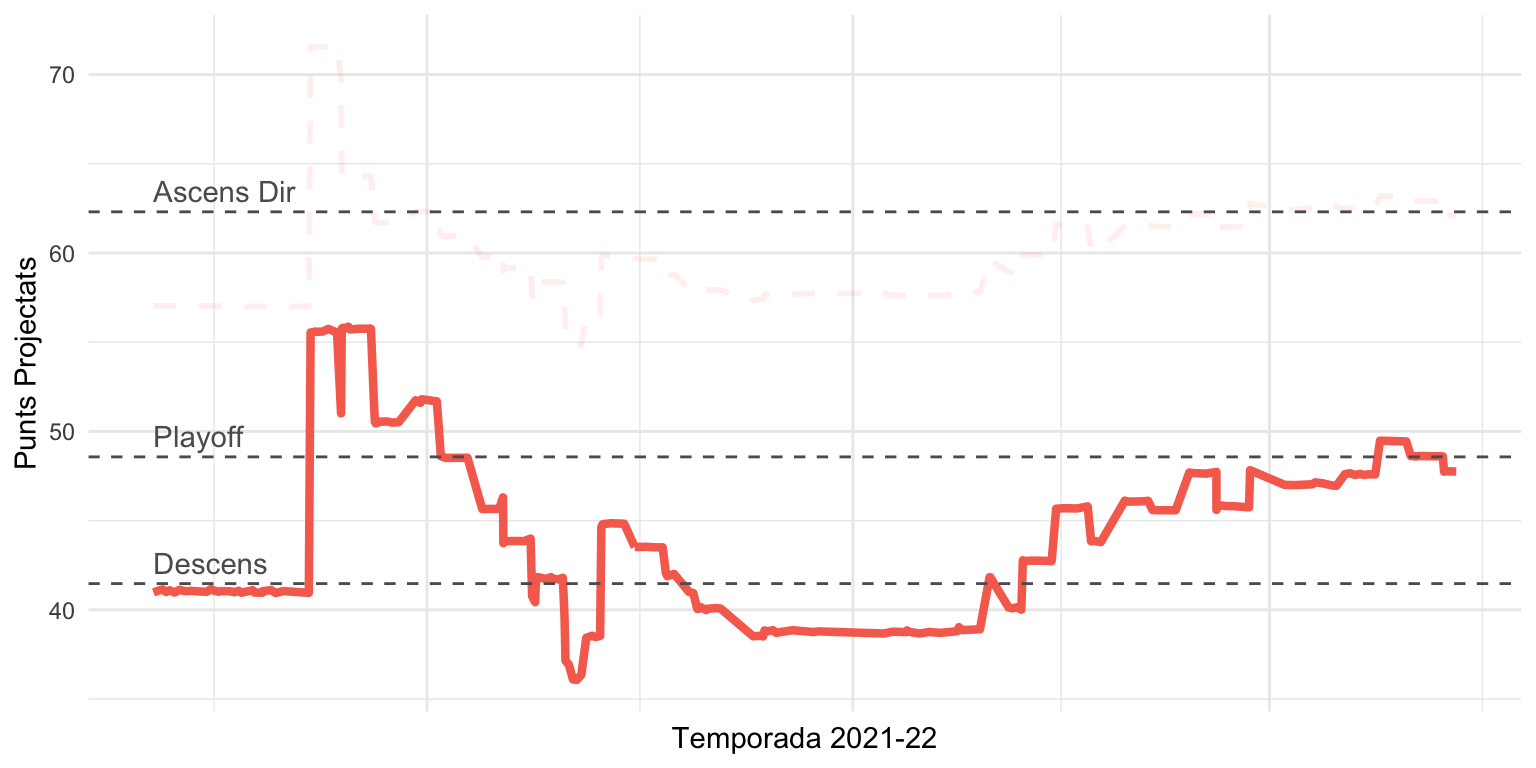 70
Ascens Dir
60
Punts Projectats
50
Playoff
Descens
40
Temporada 2021-22